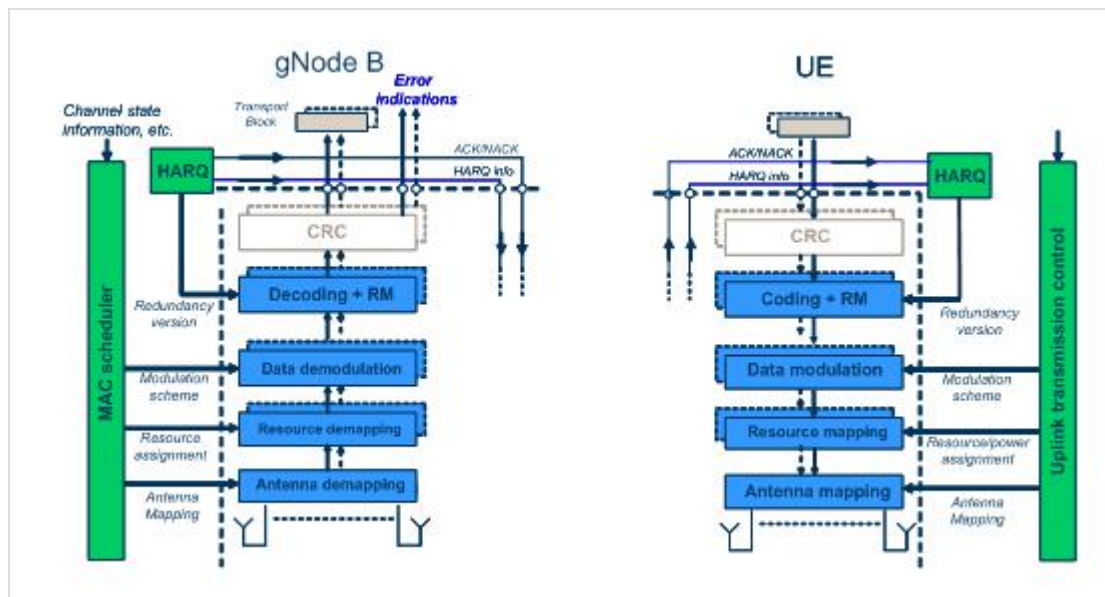 gNode B
UE
Channel state
information, etc.
Transport
Block
Error
indications
HARQ
ACK/NACK
HARQ info
CRC
Decoding + RM
Redundancy
version
Data demodulation
Modulation
scheme
Resource demapping
Resource
assignment
Antenna demapping
Antenna
Mapping
MAC scheduler
ACK/NACK
HARQ info
HARQ
CRC
Coding + RM
Redundancy
version
Data modulation
Modulation
scheme
Resource mapping
Resource/power
assignment
Antenna mapping
Antenna
Mapping
Uplink transmission control